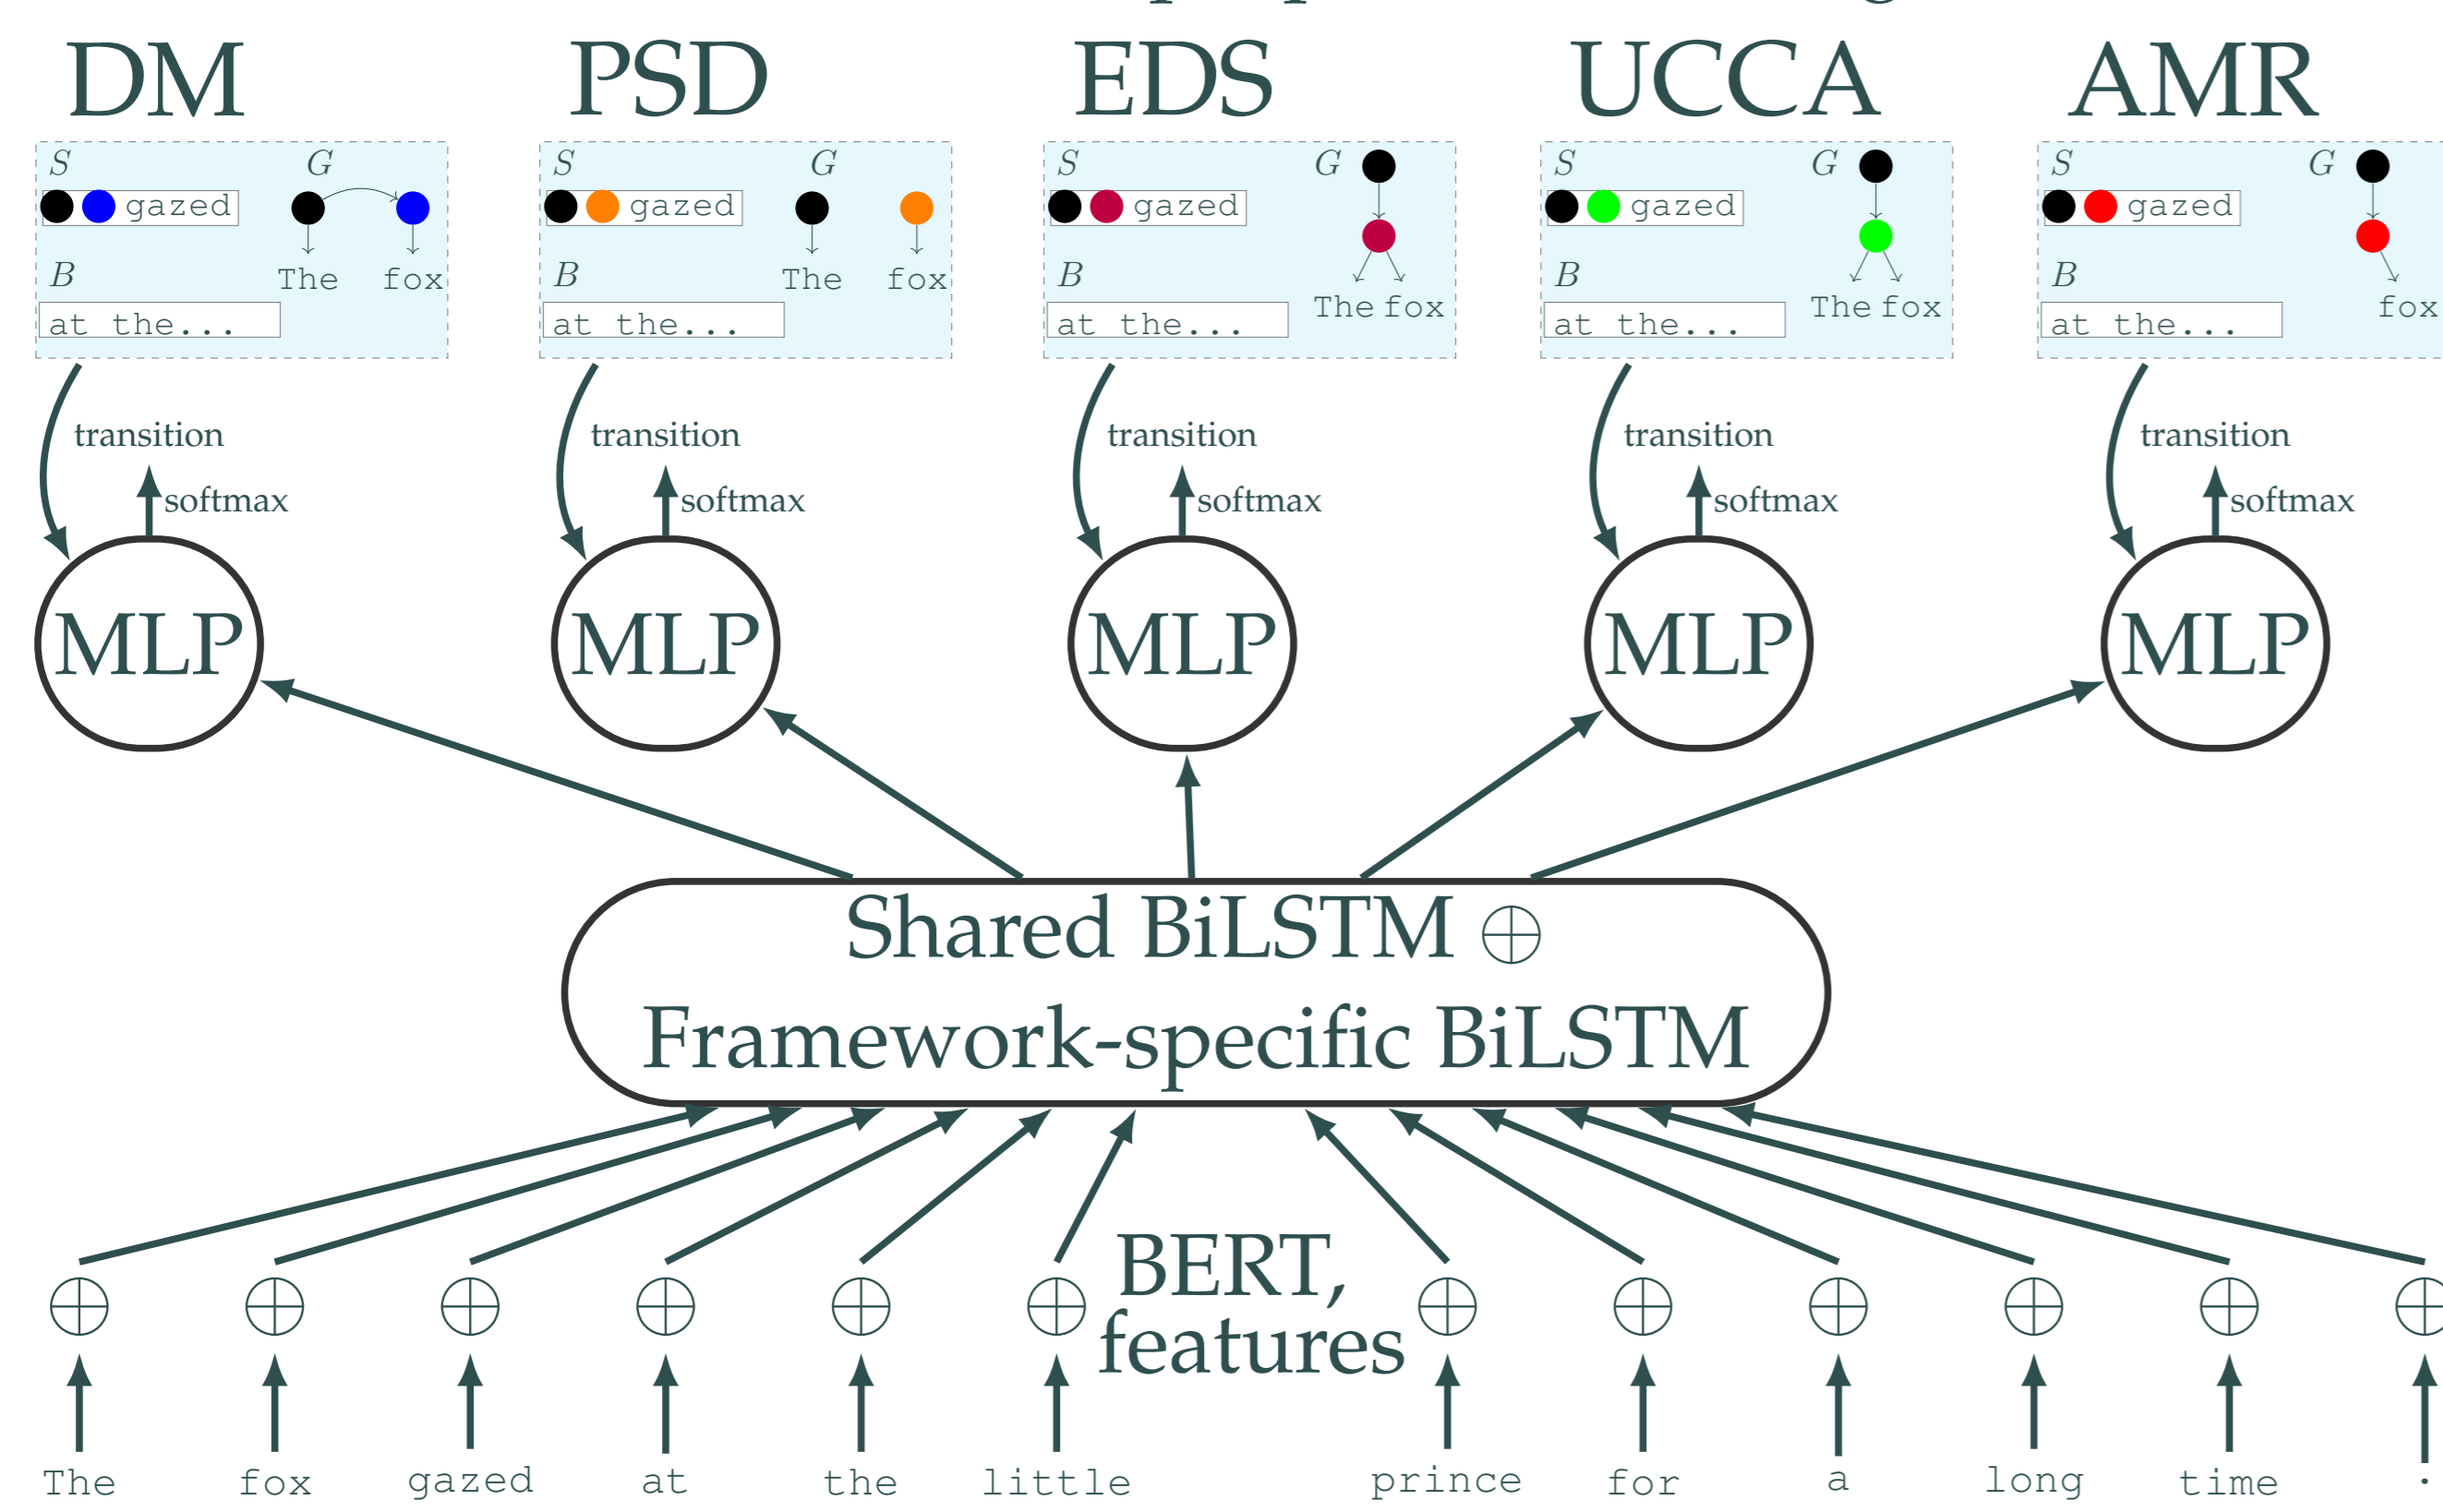 DM PSD EDS UCCA AMR
S G S G S G S G S G
gazed gazed gazed gazed gazed
B The fox B The fox B B B
The fox The fox fox
at the... at the... at the... at the... at the...
transition transition transition transition transition
softmax softmax softmax softmax softmax
MLP MLP MLP MLP MLP
Shared BiLSTM ⊕
Framework-specific BiLSTM
BERT,
features
The fox gazed at the little prince for a long time .